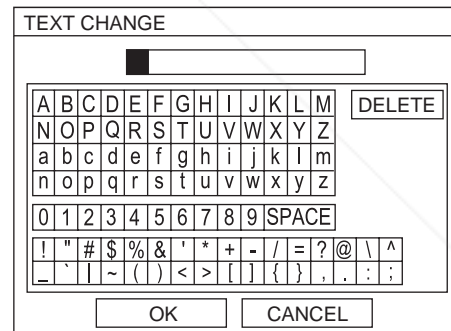 TEXT CHANGE
A B C D E F G H I J K L M DELETE
N O P Q R S T U V W X Y Z
a b c d e f g h i j k l m
n o p q r s t u v w x y z
0 1 2 3 4 5 6 7 8 9 SPACE
! " # $ % & ' * + - / = ? @ \ ^
_ ` | ~ ( ) < > [ ] { } , . : ;
OK CANCEL